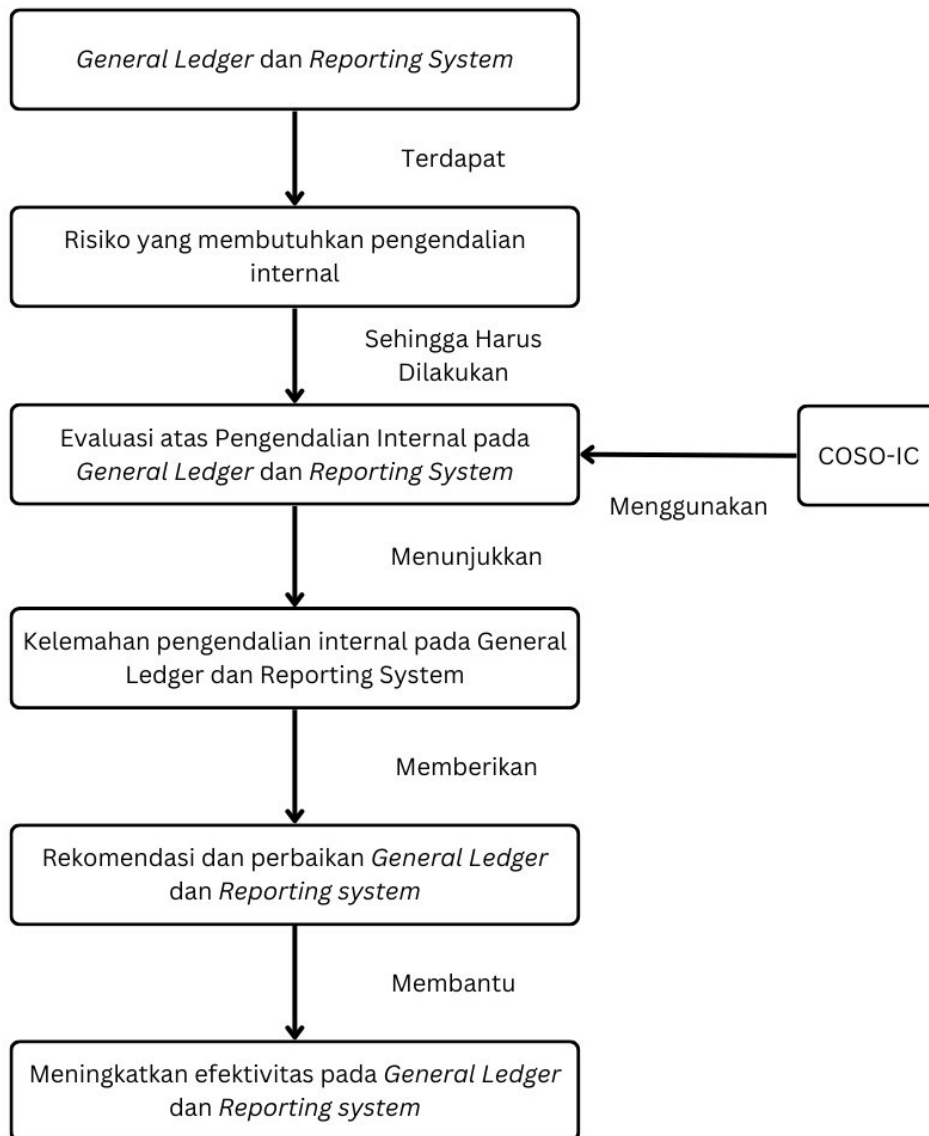 General Ledger dan Reporting System
Terdapat
Risiko yang membutuhkan pengendalian
internal
Sehingga Harus
Dilakukan
Evaluasi atas Pengendalian Internal pada
General Ledger dan Reporting System
COSO-IC
Menggunakan
Menunjukkan
Kelemahan pengendalian internal pada General
Ledger dan Reporting System
Memberikan
Rekomendasi dan perbaikan General Ledger
dan Reporting system
Membantu
Meningkatkan efektivitas pada General Ledger
dan Reporting system